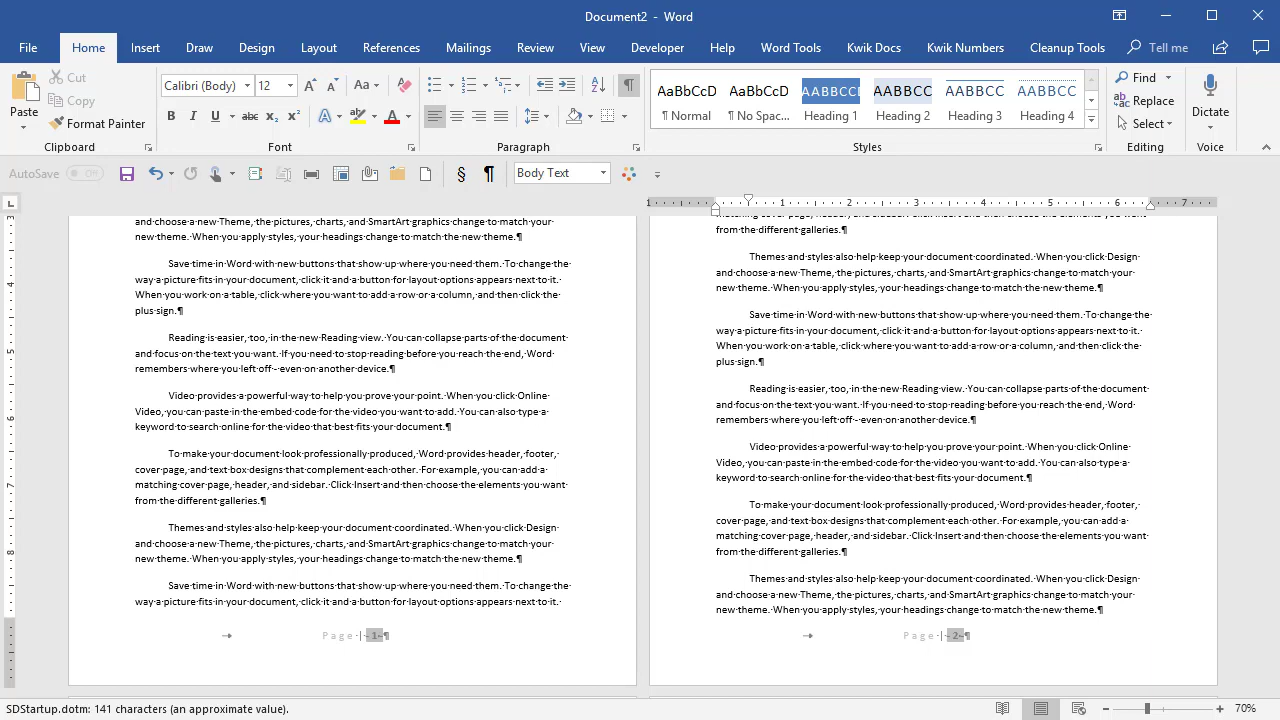 Document2 - Word
File Home Insert Draw Design Layout References Mailings Review View Developer Help Word Tools Kwik Docs Kwik Numbers Cleanup Tools Tell me
Paste
Cut
Copy
Format Painter
Clipboard
Calibri (Body) 12
Font
Paragraph
AaBbCcD AaBbCcD AABBCCI AABBCC AABBCC AABBCC
¶ Normal ¶ No Spac... Heading 1 Heading 2 Heading 3 Heading 4
Styles
Find
Replace
Select
Editing
Dictate
Voice
AutoSave Off
Body Text
1 1 2 3 4 5 6 7
3
4
5
6
7
8
and·choose·a·new·Theme,·the·pictures,·charts,·and·SmartArt·graphics·change·to·match·your·
new·theme.·When·you·apply·styles,·your·headings·change·to·match·the·new·theme.¶
Save·time·in·Word·with·new·buttons·that·show·up·where·you·need·them.·To·change·the·
way·a·picture·fits·in·your·document,·click·it·and·a·button·for·layout·options·appears·next·to·it.·
When·you·work·on·a·table,·click·where·you·want·to·add·a·row·or·a·column,·and·then·click·the·
plus·sign.¶
Reading·is·easier,·too,·in·the·new·Reading·view.·You·can·collapse·parts·of·the·document·
and·focus·on·the·text·you·want.·If·you·need·to·stop·reading·before·you·reach·the·end,·Word·
remembers·where·you·left·off·-·even·on·another·device.¶
Video·provides·a·powerful·way·to·help·you·prove·your·point.·When·you·click·Online·
Video,·you·can·paste·in·the·embed·code·for·the·video·you·want·to·add.·You·can·also·type·a·
keyword·to·search·online·for·the·video·that·best·fits·your·document.¶
To·make·your·document·look·professionally·produced,·Word·provides·header,·footer,·
cover·page,·and·text·box·designs·that·complement·each·other.·For·example,·you·can·add·a·
matching·cover·page,·header,·and·sidebar.·Click·Insert·and·then·choose·the·elements·you·want·
from·the·different·galleries.¶
Themes·and·styles·also·help·keep·your·document·coordinated.·When·you·click·Design·
and·choose·a·new·Theme,·the·pictures,·charts,·and·SmartArt·graphics·change·to·match·your·
new·theme.·When·you·apply·styles,·your·headings·change·to·match·the·new·theme.¶
Save·time·in·Word·with·new·buttons·that·show·up·where·you·need·them.·To·change·the·
way·a·picture·fits·in·your·document,·click·it·and·a·button·for·layout·options·appears·next·to·it.·
Page·|·1¶
matching·cover·page,·header,·and·sidebar.·Click·Insert·and·then·choose·the·elements·you·want·
from·the·different·galleries.¶
Themes·and·styles·also·help·keep·your·document·coordinated.·When·you·click·Design·
and·choose·a·new·Theme,·the·pictures,·charts,·and·SmartArt·graphics·change·to·match·your·
new·theme.·When·you·apply·styles,·your·headings·change·to·match·the·new·theme.¶
Save·time·in·Word·with·new·buttons·that·show·up·where·you·need·them.·To·change·the·
way·a·picture·fits·in·your·document,·click·it·and·a·button·for·layout·options·appears·next·to·it.·
When·you·work·on·a·table,·click·where·you·want·to·add·a·row·or·a·column,·and·then·click·the·
plus·sign.¶
Reading·is·easier,·too,·in·the·new·Reading·view.·You·can·collapse·parts·of·the·document·
and·focus·on·the·text·you·want.·If·you·need·to·stop·reading·before·you·reach·the·end,·Word·
remembers·where·you·left·off·-·even·on·another·device.¶
Video·provides·a·powerful·way·to·help·you·prove·your·point.·When·you·click·Online·
Video,·you·can·paste·in·the·embed·code·for·the·video·you·want·to·add.·You·can·also·type·a·
keyword·to·search·online·for·the·video·that·best·fits·your·document.¶
To·make·your·document·look·professionally·produced,·Word·provides·header,·footer,·
cover·page,·and·text·box·designs·that·complement·each·other.·For·example,·you·can·add·a·
matching·cover·page,·header,·and·sidebar.·Click·Insert·and·then·choose·the·elements·you·want·
from·the·different·galleries.¶
Themes·and·styles·also·help·keep·your·document·coordinated.·When·you·click·Design·
and·choose·a·new·Theme,·the·pictures,·charts,·and·SmartArt·graphics·change·to·match·your·
new·theme.·When·you·apply·styles,·your·headings·change·to·match·the·new·theme.¶
Page·|·2¶
SDStartup.dotm: 141 characters (an approximate value).
70%